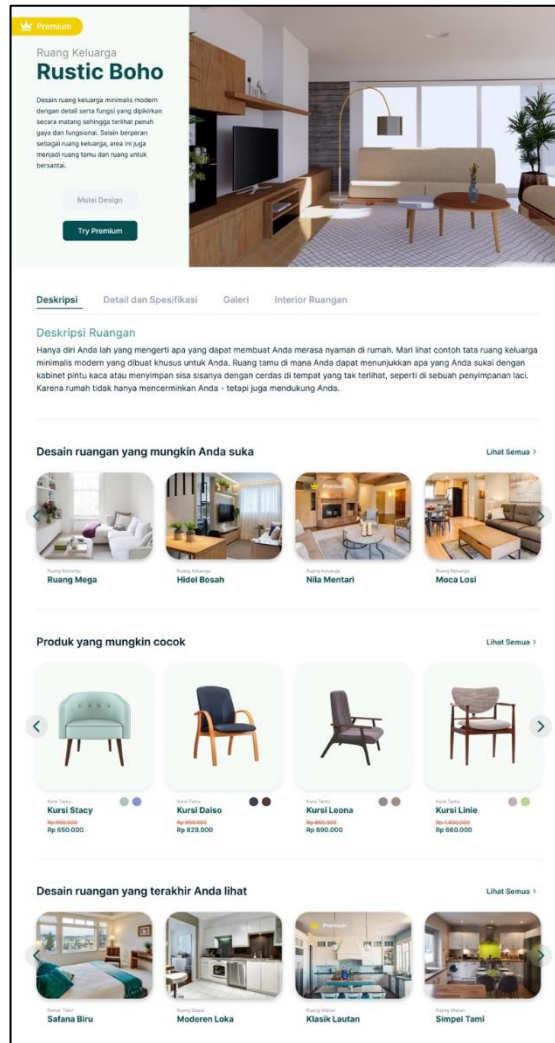 Premium
Ruang Keluarga
Rustic Boho
Desain ruang keluarga minimalis modern
dengan detail serta fungsi yang dipikirkan
secara matang sehingga terlihat penuh
gaya dan fungsional. Selain berperan
sebagai ruang keluarga, area ini juga
menjadi ruang tamu dan ruang untuk
bersantai.
Mulai Design
Try Premium
Deskripsi Detail dan Spesifikasi Galeri Interior Ruangan
Deskripsi Ruangan
Hanya diri Anda lah yang mengerti apa yang dapat membuat Anda merasa nyaman di rumah. Mari lihat contoh tata ruang keluarga
minimalis modern yang dibuat khusus untuk Anda. Ruang tamu di mana Anda dapat menunjukkan apa yang Anda sukai dengan
kabinet pintu kaca atau menyimpan sisa sisanya dengan cerdas di tempat yang tak terlihat, seperti di sebuah penyimpanan laci.
Karena rumah tidak hanya mencerminkan Anda - tetapi juga mendukung Anda.
Desain ruangan yang mungkin Anda suka Lihat Semua >
Premium
Ruang Keluarga Ruang Keluarga Ruang Keluarga Ruang Keluarga
Ruang Mega Hidel Bosah Nila Mentari Moca Losi
Produk yang mungkin cocok Lihat Semua >
Kursi Tamu Kursi Tamu Kursi Tamu Kursi Tamu
Kursi Stacy Kursi Daiso Kursi Leona Kursi Linie
Rp 650.000 Rp 829.000 Rp 690.000 Rp 660.000
Desain ruangan yang terakhir Anda lihat Lihat Semua >
Premium
Kamar Tidur Ruang Dapur Ruang Makan Ruang Makan
Safana Biru Moderen Loka Klasik Lautan Simpel Tami